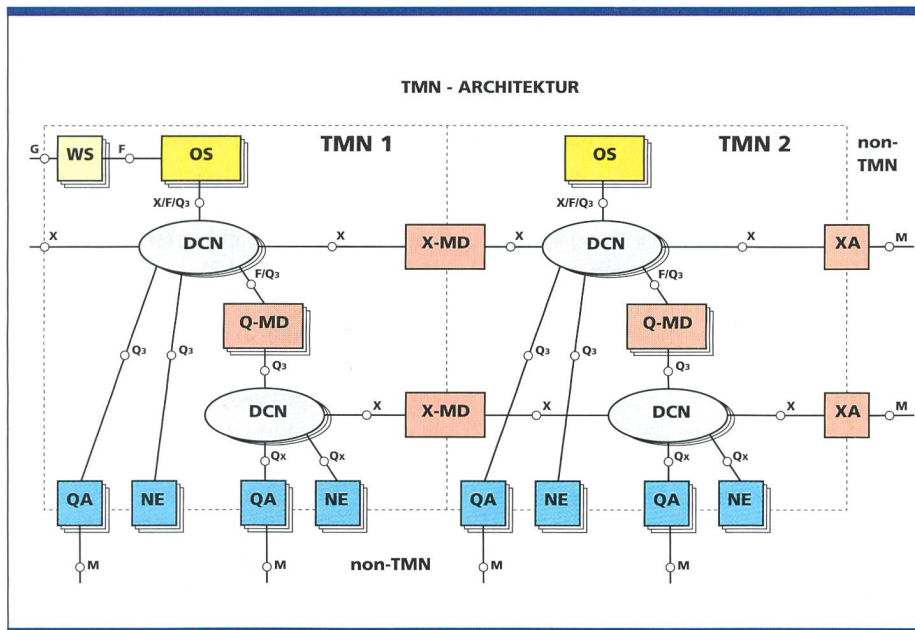 TMN - ARCHITEKTUR
TMN 1
TMN 2
non-
TMN
G
WS
F
OS
OS
X/F/Q3
X/F/Q3
X
DCN
X
X-MD
X
DCN
X
XA
M
F/Q3
F/Q3
Q-MD
Q-MD
Q3
Q3
Q3
Q3
Q3
Q3
DCN
X
X-MD
X
DCN
X
XA
M
Qx
Qx
Qx
Qx
QA
NE
QA
NE
QA
NE
QA
NE
M
M
non-TMN
M
M